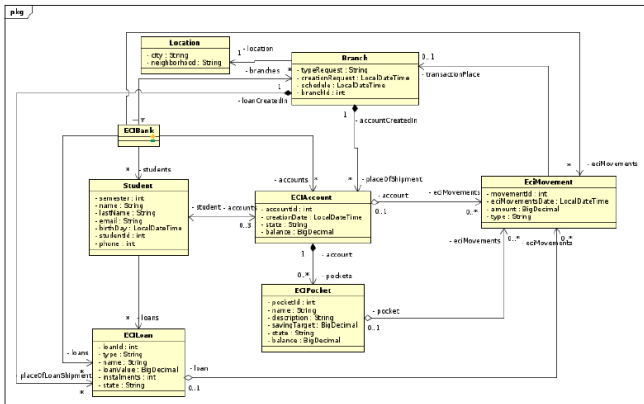 pkg
Location
- city : String
- neighborhood : String
1
- location
Branch
- typeRequest : String
- creationRequest : LocalDateTime
- schedule : LocalDateTime
- branchId : int
0..1
- transactionPlace
- branches
*
1
- loanCreatedIn
1
- accountCreatedIn
ECIBank
* - students
- accounts
*
*
- placeOfShipment
* - eciMovements
Student
- semester : int
- name : String
- lastName : String
- email : String
- birthDay : LocalDateTime
- studentId : int
- phone : int
- student
- accounts
0..3
ECIAccount
- accountId : int
- creationDate : LocalDateTime
- state : String
- balance : BigDecimal
- account
0..1
- eciMovements
0..*
EciMovement
- movementId : int
- eciMovementsDate : LocalDateTime
- amount : BigDecimal
- type : String
1
- account
0..*
- pockets
- eciMovements
0..*
- eciMovements
0..*
ECIPocket
- pocketId : int
- name : String
- description : String
- savingTarget : BigDecimal
- state : String
- balance : BigDecimal
- pocket
0..1
* - loans
ECILoan
- loanId : int
- type : String
- name : String
- loanValue : BigDecimal
- instalments : int
- state : String
- loans
*
- placeOfLoanShipment
*
- loan
0..1